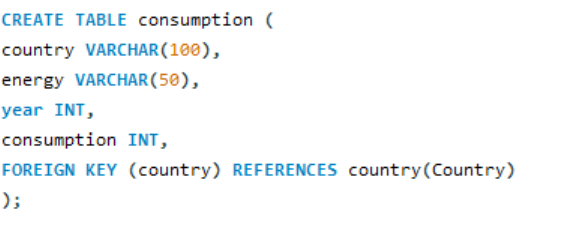 CREATE TABLE consumption (
country VARCHAR(100),
energy VARCHAR(50),
year INT,
consumption INT,
FOREIGN KEY (country) REFERENCES country(Country)
);